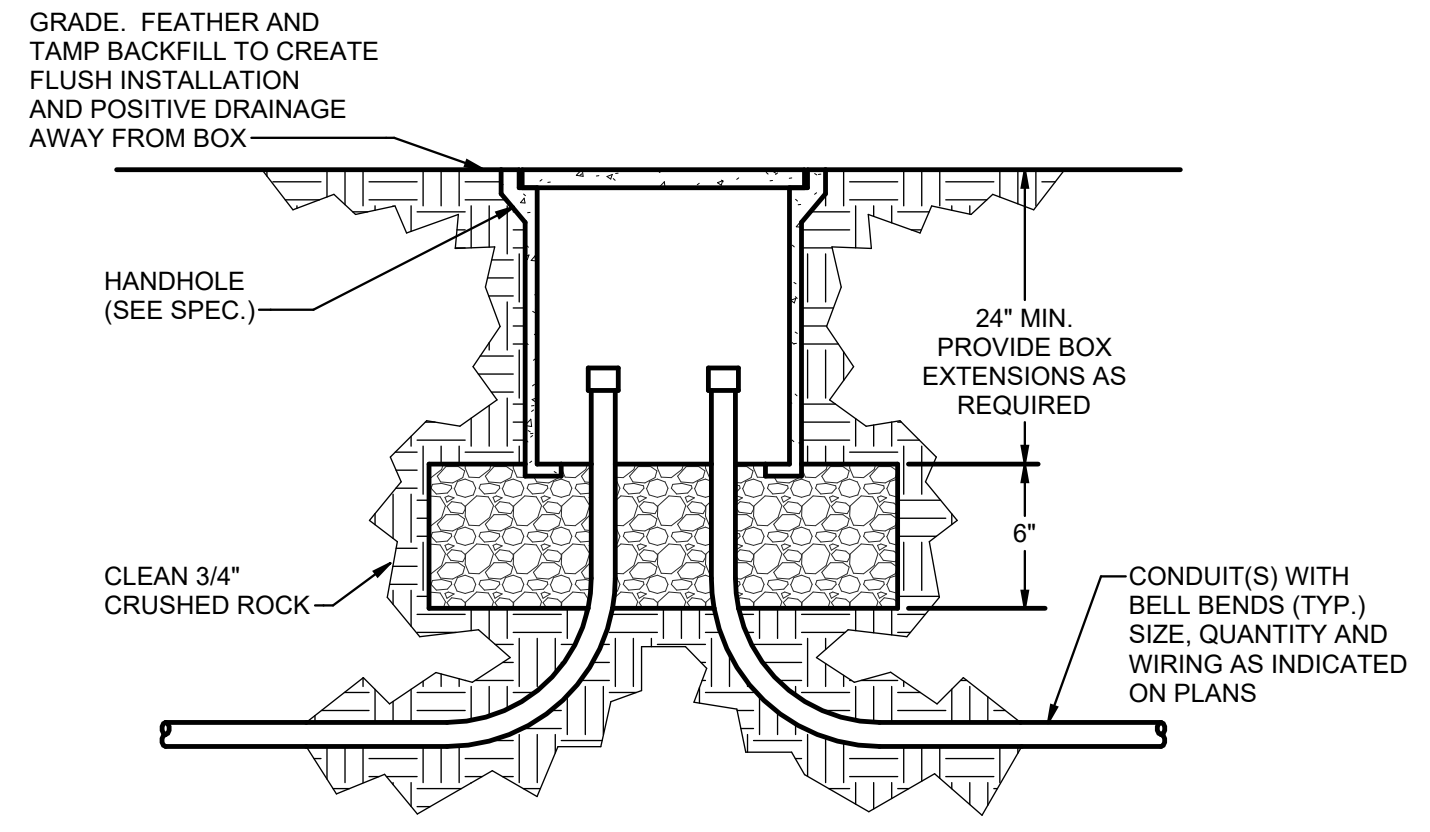 GRADE. FEATHER AND
TAMP BACKFILL TO CREATE
FLUSH INSTALLATION
AND POSITIVE DRAINAGE
AWAY FROM BOX
HANDHOLE
(SEE SPEC.)
24" MIN.
PROVIDE BOX
EXTENSIONS AS
REQUIRED
6"
CLEAN 3/4"
CRUSHED ROCK
CONDUIT(S) WITH
BELL BENDS (TYP.)
SIZE, QUANTITY AND
WIRING AS INDICATED
ON PLANS